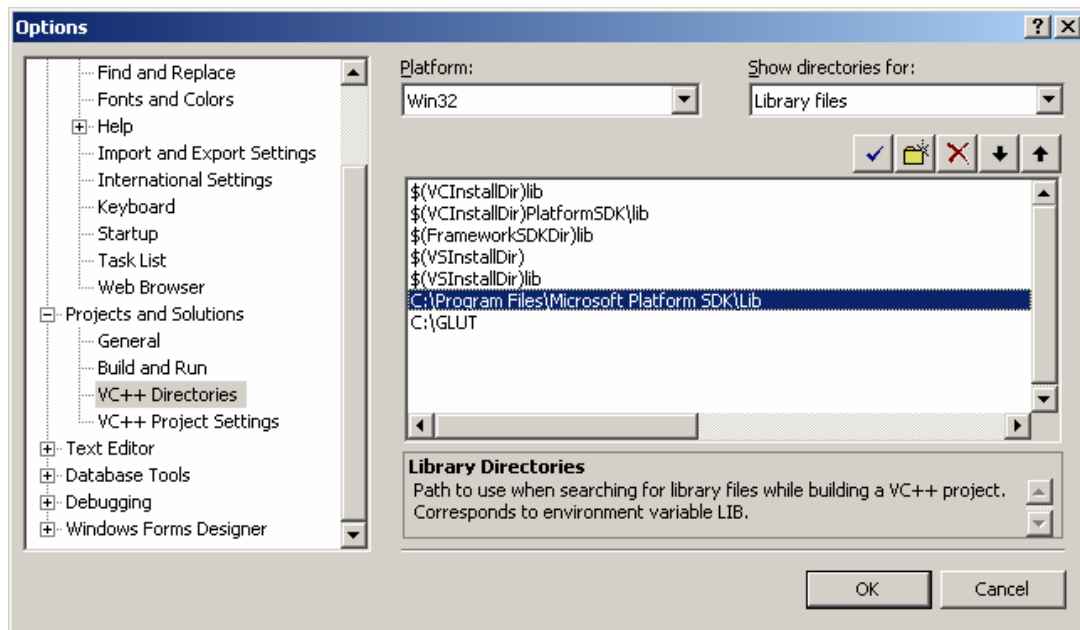 Options
Find and Replace
Fonts and Colors
Help
Import and Export Settings
International Settings
Keyboard
Startup
Task List
Web Browser
Projects and Solutions
General
Build and Run
VC++ Directories
VC++ Project Settings
Text Editor
Database Tools
Debugging
Windows Forms Designer
Platform:
Win32
Show directories for:
Library files
$(VCInstallDir)lib
$(VCInstallDir)PlatformSDK\lib
$(FrameworkSDKDir)lib
$(VSInstallDir)
$(VSInstallDir)lib
C:\Program Files\Microsoft Platform SDK\Lib
C:\GLUT
Library Directories
Path to use when searching for library files while building a VC++ project.
Corresponds to environment variable LIB.
OK
Cancel